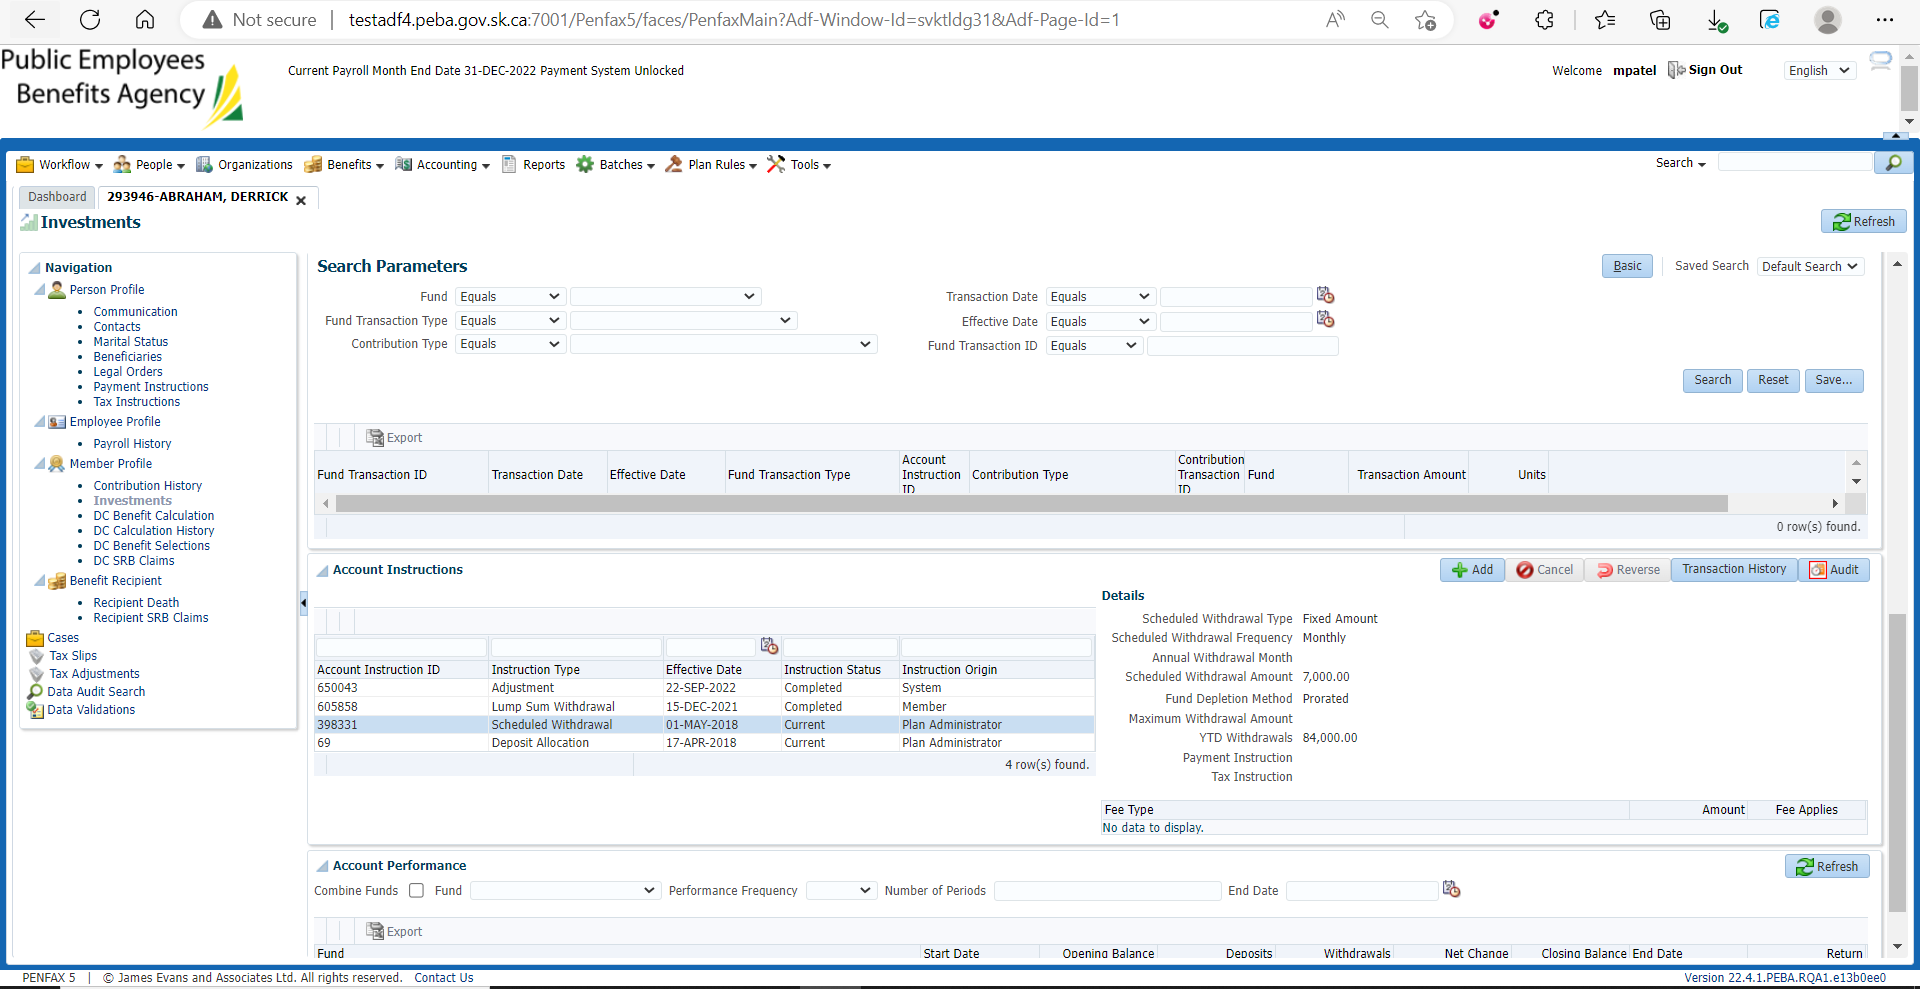 Not secure | testadf4.peba.gov.sk.ca:7001/Penfax5/faces/PenfaxMain?Adf-Window-Id=svktldg31&Adf-Page-Id=1
Public Employees
Benefits Agency
Current Payroll Month End Date 31-DEC-2022 Payment System Unlocked
Welcome mpatel Sign Out English
Workflow People Organizations Benefits Accounting Reports Batches Plan Rules Tools Search
Dashboard 293946-ABRAHAM, DERRICK
Investments Refresh
Navigation
Person Profile
Communication
Contacts
Marital Status
Beneficiaries
Legal Orders
Payment Instructions
Tax Instructions
Employee Profile
Payroll History
Member Profile
Contribution History
Investments
DC Benefit Calculation
DC Calculation History
DC Benefit Selections
DC SRB Claims
Benefit Recipient
Recipient Death
Recipient SRB Claims
Cases
Tax Slips
Tax Adjustments
Data Audit Search
Data Validations
Search Parameters Basic Saved Search Default Search
Fund Equals Transaction Date Equals
Fund Transaction Type Equals Effective Date Equals
Contribution Type Equals Fund Transaction ID Equals
Search Reset Save...
Export
Fund Transaction ID Transaction Date Effective Date Fund Transaction Type Account Instruction ID Contribution Type Contribution Transaction ID Fund Transaction Amount Units
0 row(s) found.
Account Instructions Add Cancel Reverse Transaction History Audit
Account Instruction ID Instruction Type Effective Date Instruction Status Instruction Origin
650043 Adjustment 22-SEP-2022 Completed System
605858 Lump Sum Withdrawal 15-DEC-2021 Completed Member
398331 Scheduled Withdrawal 01-MAY-2018 Current Plan Administrator
69 Deposit Allocation 17-APR-2018 Current Plan Administrator
4 row(s) found.
Details
Scheduled Withdrawal Type Fixed Amount
Scheduled Withdrawal Frequency Monthly
Annual Withdrawal Month
Scheduled Withdrawal Amount 7,000.00
Fund Depletion Method Prorated
Maximum Withdrawal Amount
YTD Withdrawals 84,000.00
Payment Instruction
Tax Instruction
Fee Type Amount Fee Applies
No data to display.
Account Performance Refresh
Combine Funds Fund Performance Frequency Number of Periods End Date
Export
Fund Start Date Opening Balance Deposits Withdrawals Net Change Closing Balance End Date Return
PENFAX 5 | © James Evans and Associates Ltd. All rights reserved. Contact Us Version 22.4.1.PEBA.RQA1.e13b0ee0